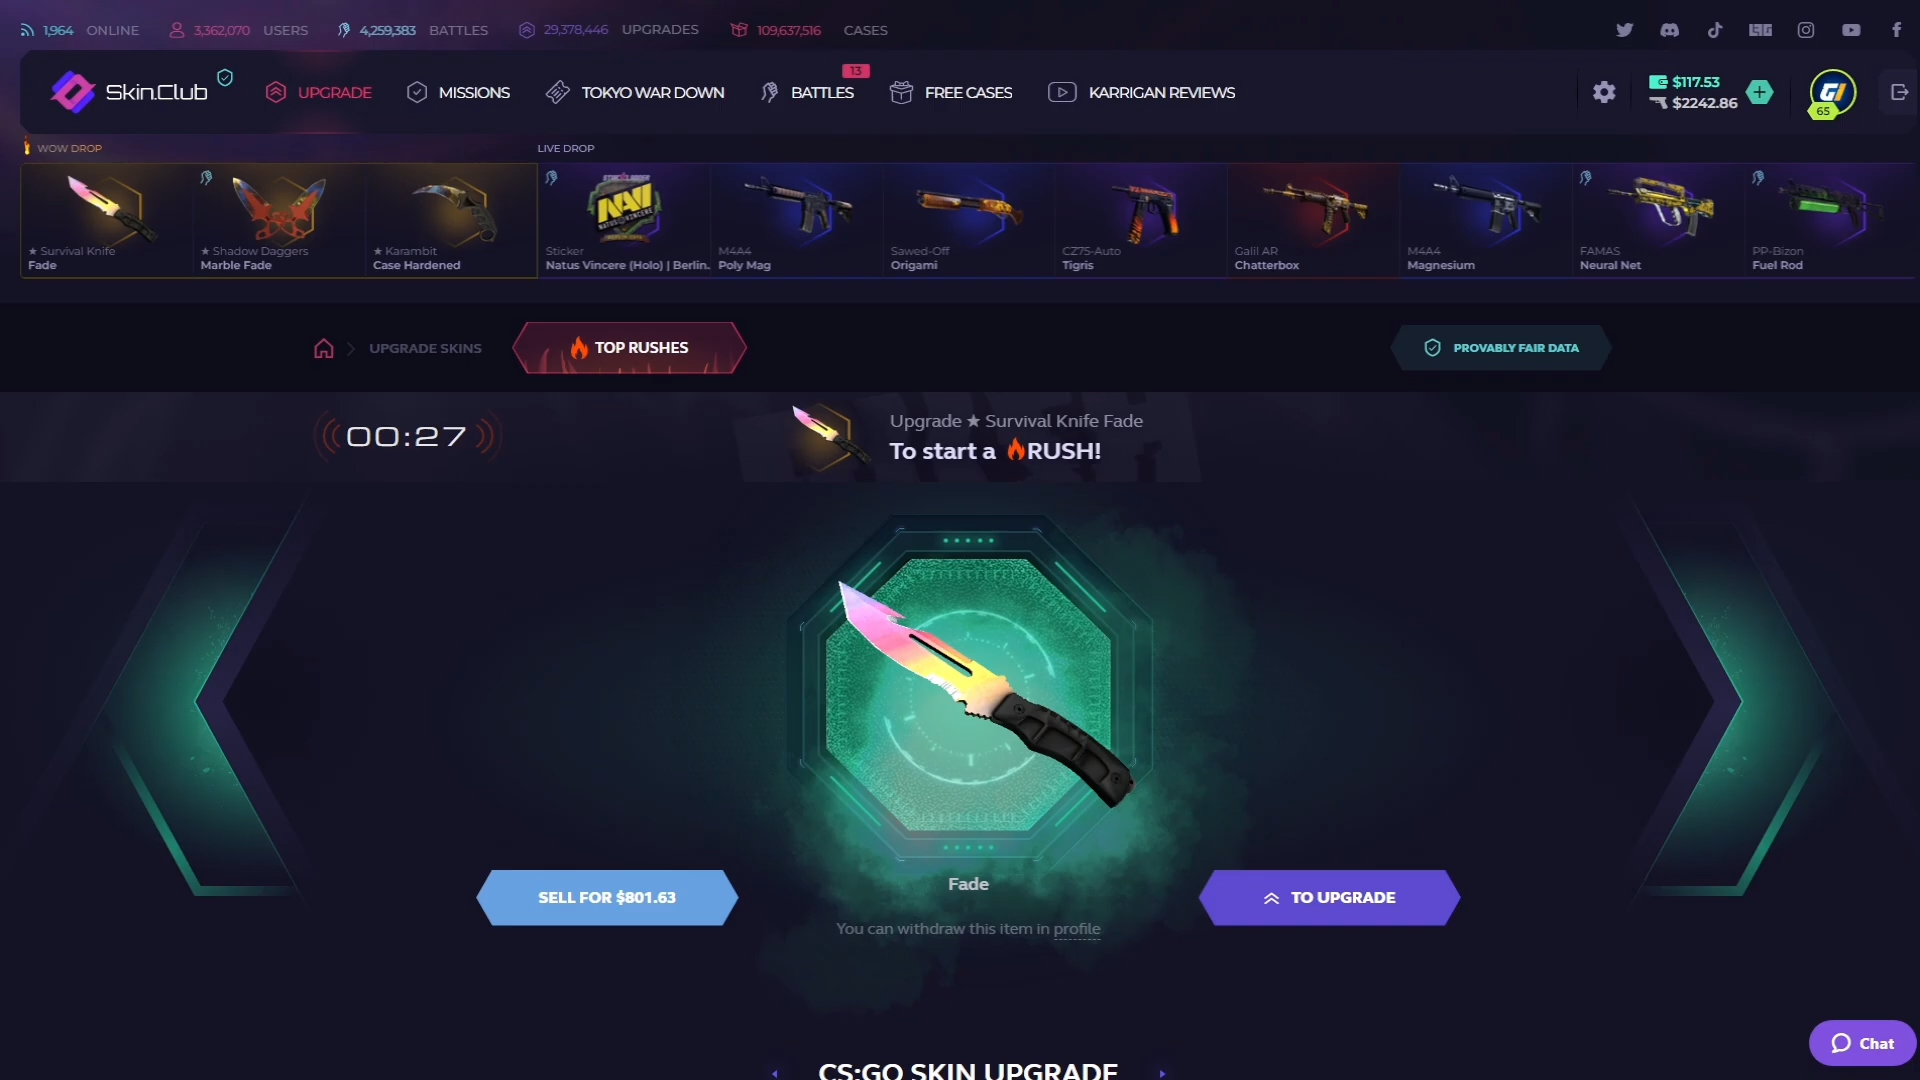 1,964 ONLINE 3,362,070 USERS 4,259,383 BATTLES 29,378,446 UPGRADES 109,637,516 CASES
Skin.Club UPGRADE MISSIONS TOKYO WAR DOWN BATTLES 13 FREE CASES KARRIGAN REVIEWS
$117.53
$2242.86
GI
65
WOW DROP LIVE DROP
★ Survival Knife ★ Shadow Daggers ★ Karambit Sticker M4A4 Sawed-Off CZ75-Auto Galil AR M4A4 FAMAS PP-Bizon
Fade Marble Fade Case Hardened Natus Vincere (Holo) | Berlin.. Poly Mag Origami Tigris Chatterbox Magnesium Neural Net Fuel Rod
UPGRADE SKINS TOP RUSHES PROVABLY FAIR DATA
00:27
Upgrade ★ Survival Knife Fade
To start a RUSH!
Fade
SELL FOR $801.63 TO UPGRADE
You can withdraw this item in profile
Chat
CS:GO SKIN UPGRADE